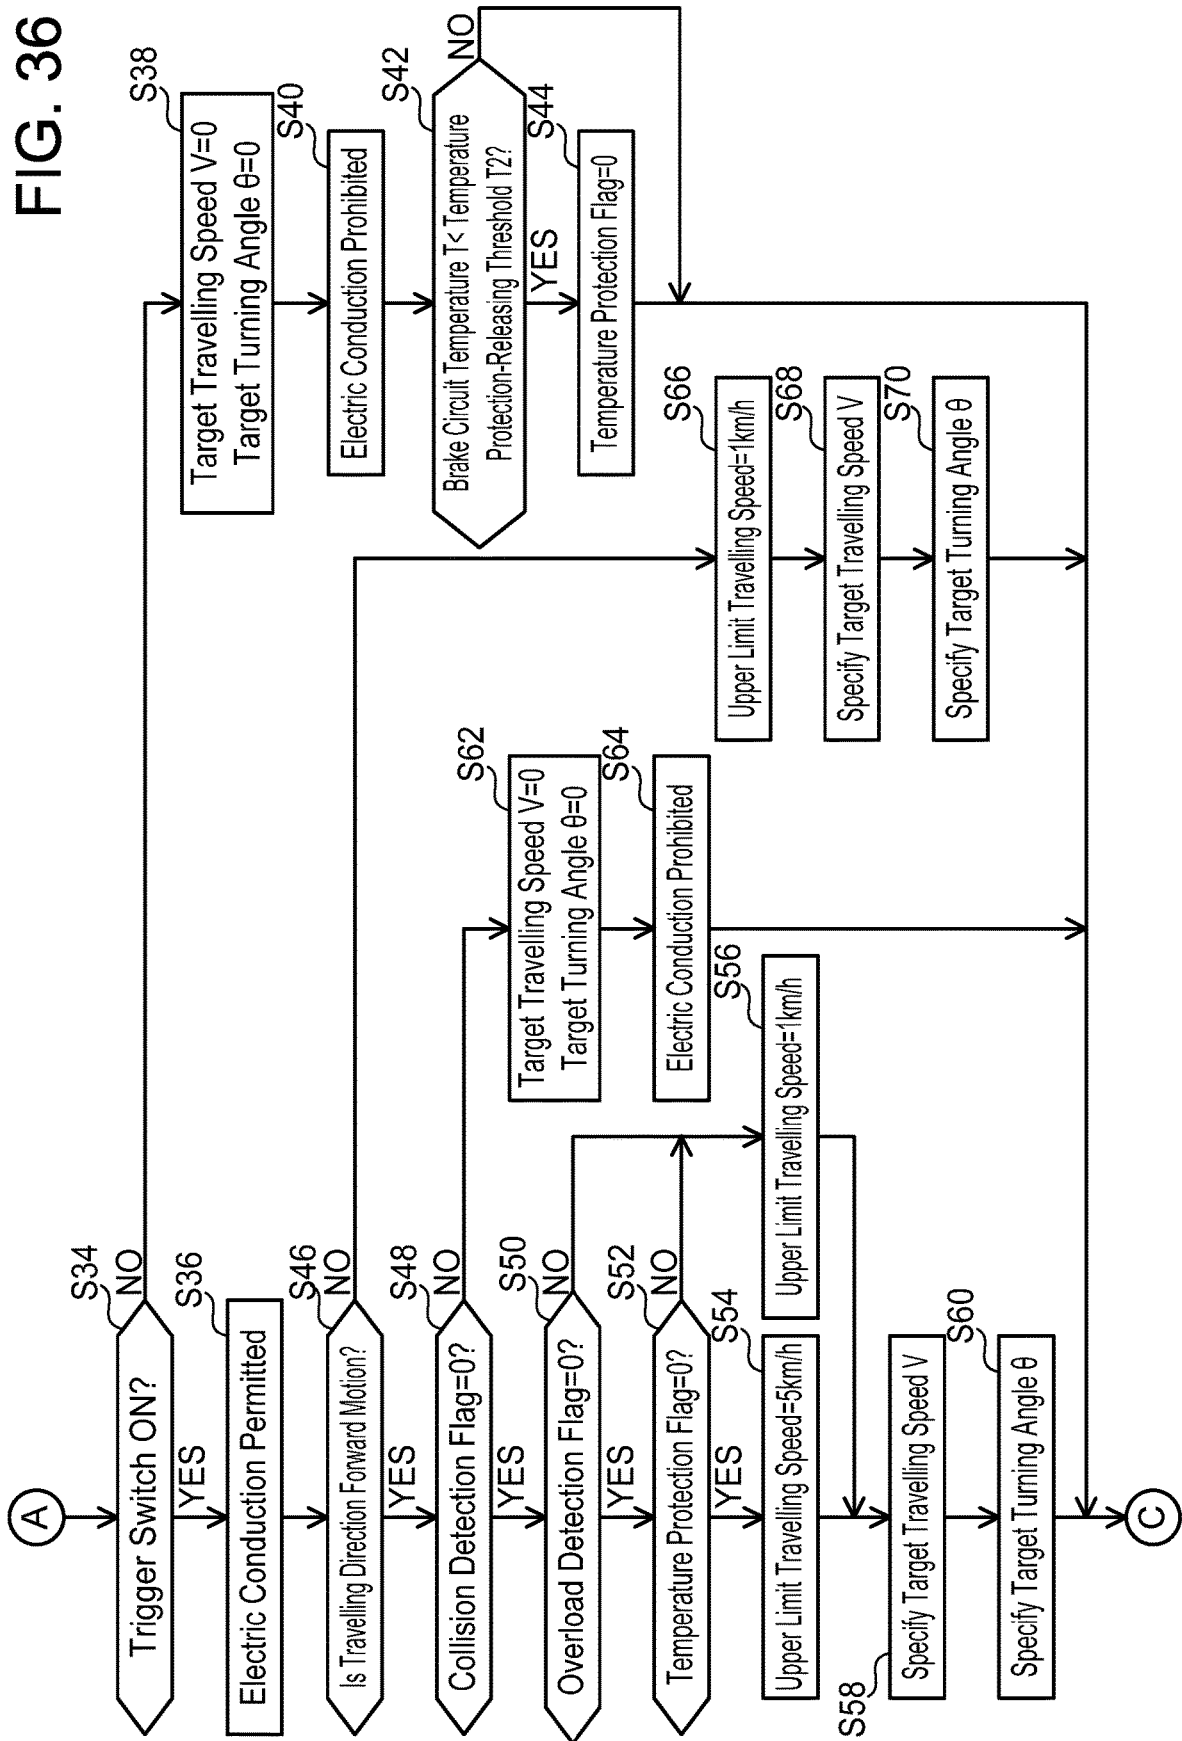 FIG. 36
A
S34
Trigger Switch ON?
NO
YES
S36
Electric Conduction Permitted
S46
Is Travelling Direction Forward Motion?
NO
YES
S48
Collision Detection Flag=0?
NO
YES
S50
Overload Detection Flag=0?
NO
YES
S52
Temperature Protection Flag=0?
NO
YES
S54
Upper Limit Travelling Speed=5km/h
S56
Upper Limit Travelling Speed=1km/h
S58
Specify Target Travelling Speed V
S60
Specify Target Turning Angle θ
C
S62
Target Travelling Speed V=0
Target Turning Angle θ=0
S64
Electric Conduction Prohibited
S66
Upper Limit Travelling Speed=1km/h
S68
Specify Target Travelling Speed V
S70
Specify Target Turning Angle θ
S38
Target Travelling Speed V=0
Target Turning Angle θ=0
S40
Electric Conduction Prohibited
S42
Brake Circuit Temperature T< Temperature
Protection-Releasing Threshold T2?
NO
YES
S44
Temperature Protection Flag=0